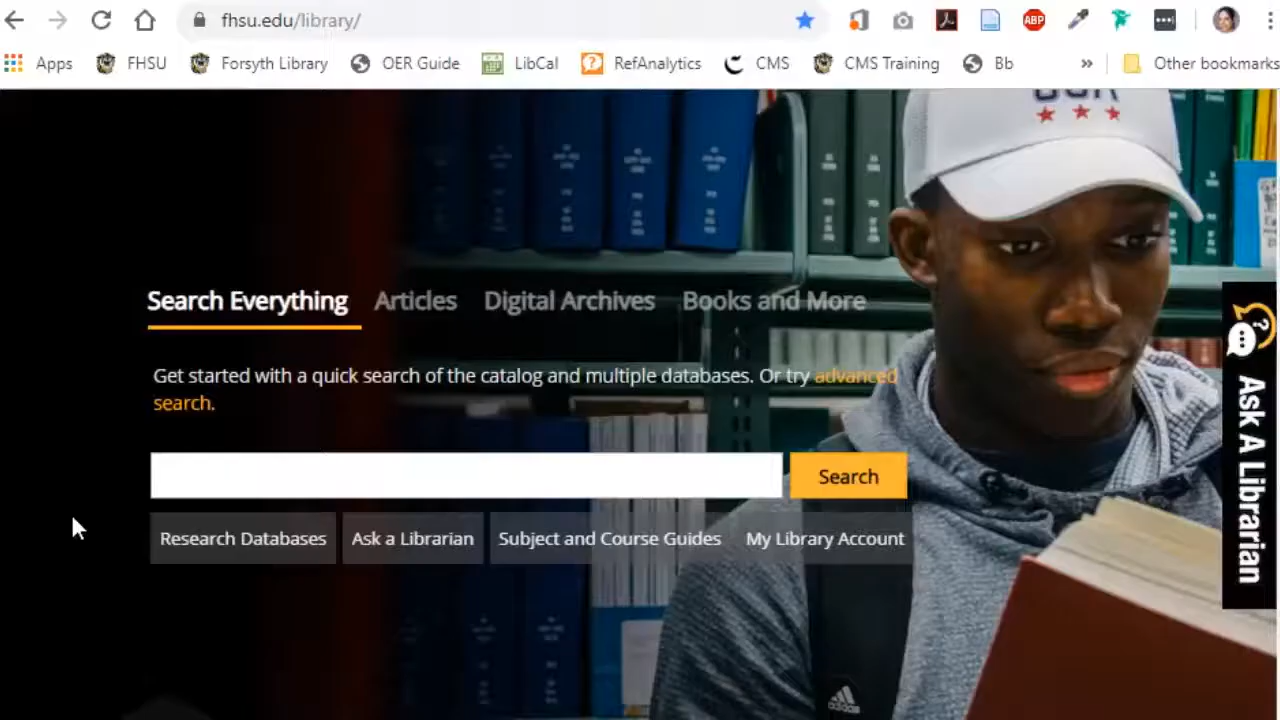 fhsu.edu/library/
ABP
Apps FHSU Forsyth Library OER Guide LibCal RefAnalytics CMS CMS Training Bb » Other bookmarks
Search Everything Articles Digital Archives Books and More
Get started with a quick search of the catalog and multiple databases. Or try advanced
search.
Search
Research Databases Ask a Librarian Subject and Course Guides My Library Account
Ask A Librarian
adidas